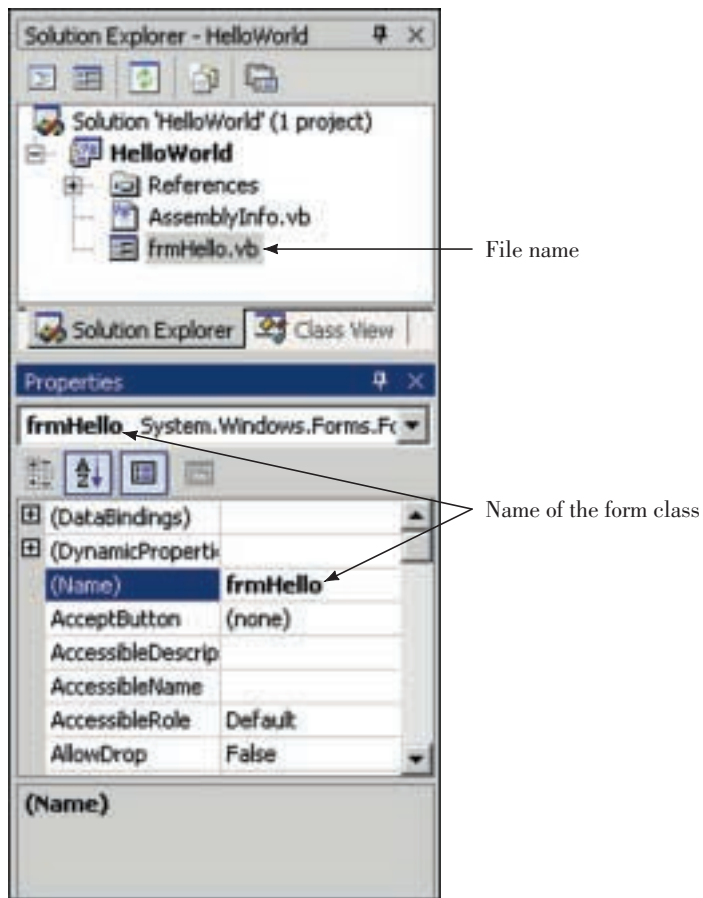 Solution Explorer - HelloWorld
Solution 'HelloWorld' (1 project)
HelloWorld
References
AssemblyInfo.vb
frmHello.vb
File name
Solution Explorer Class View
Properties
frmHello System.Windows.Forms.Fo
Name of the form class
(DataBindings)
(DynamicProperti
(Name) frmHello
AcceptButton (none)
AccessibleDescrip
AccessibleName
AccessibleRole Default
AllowDrop False
(Name)